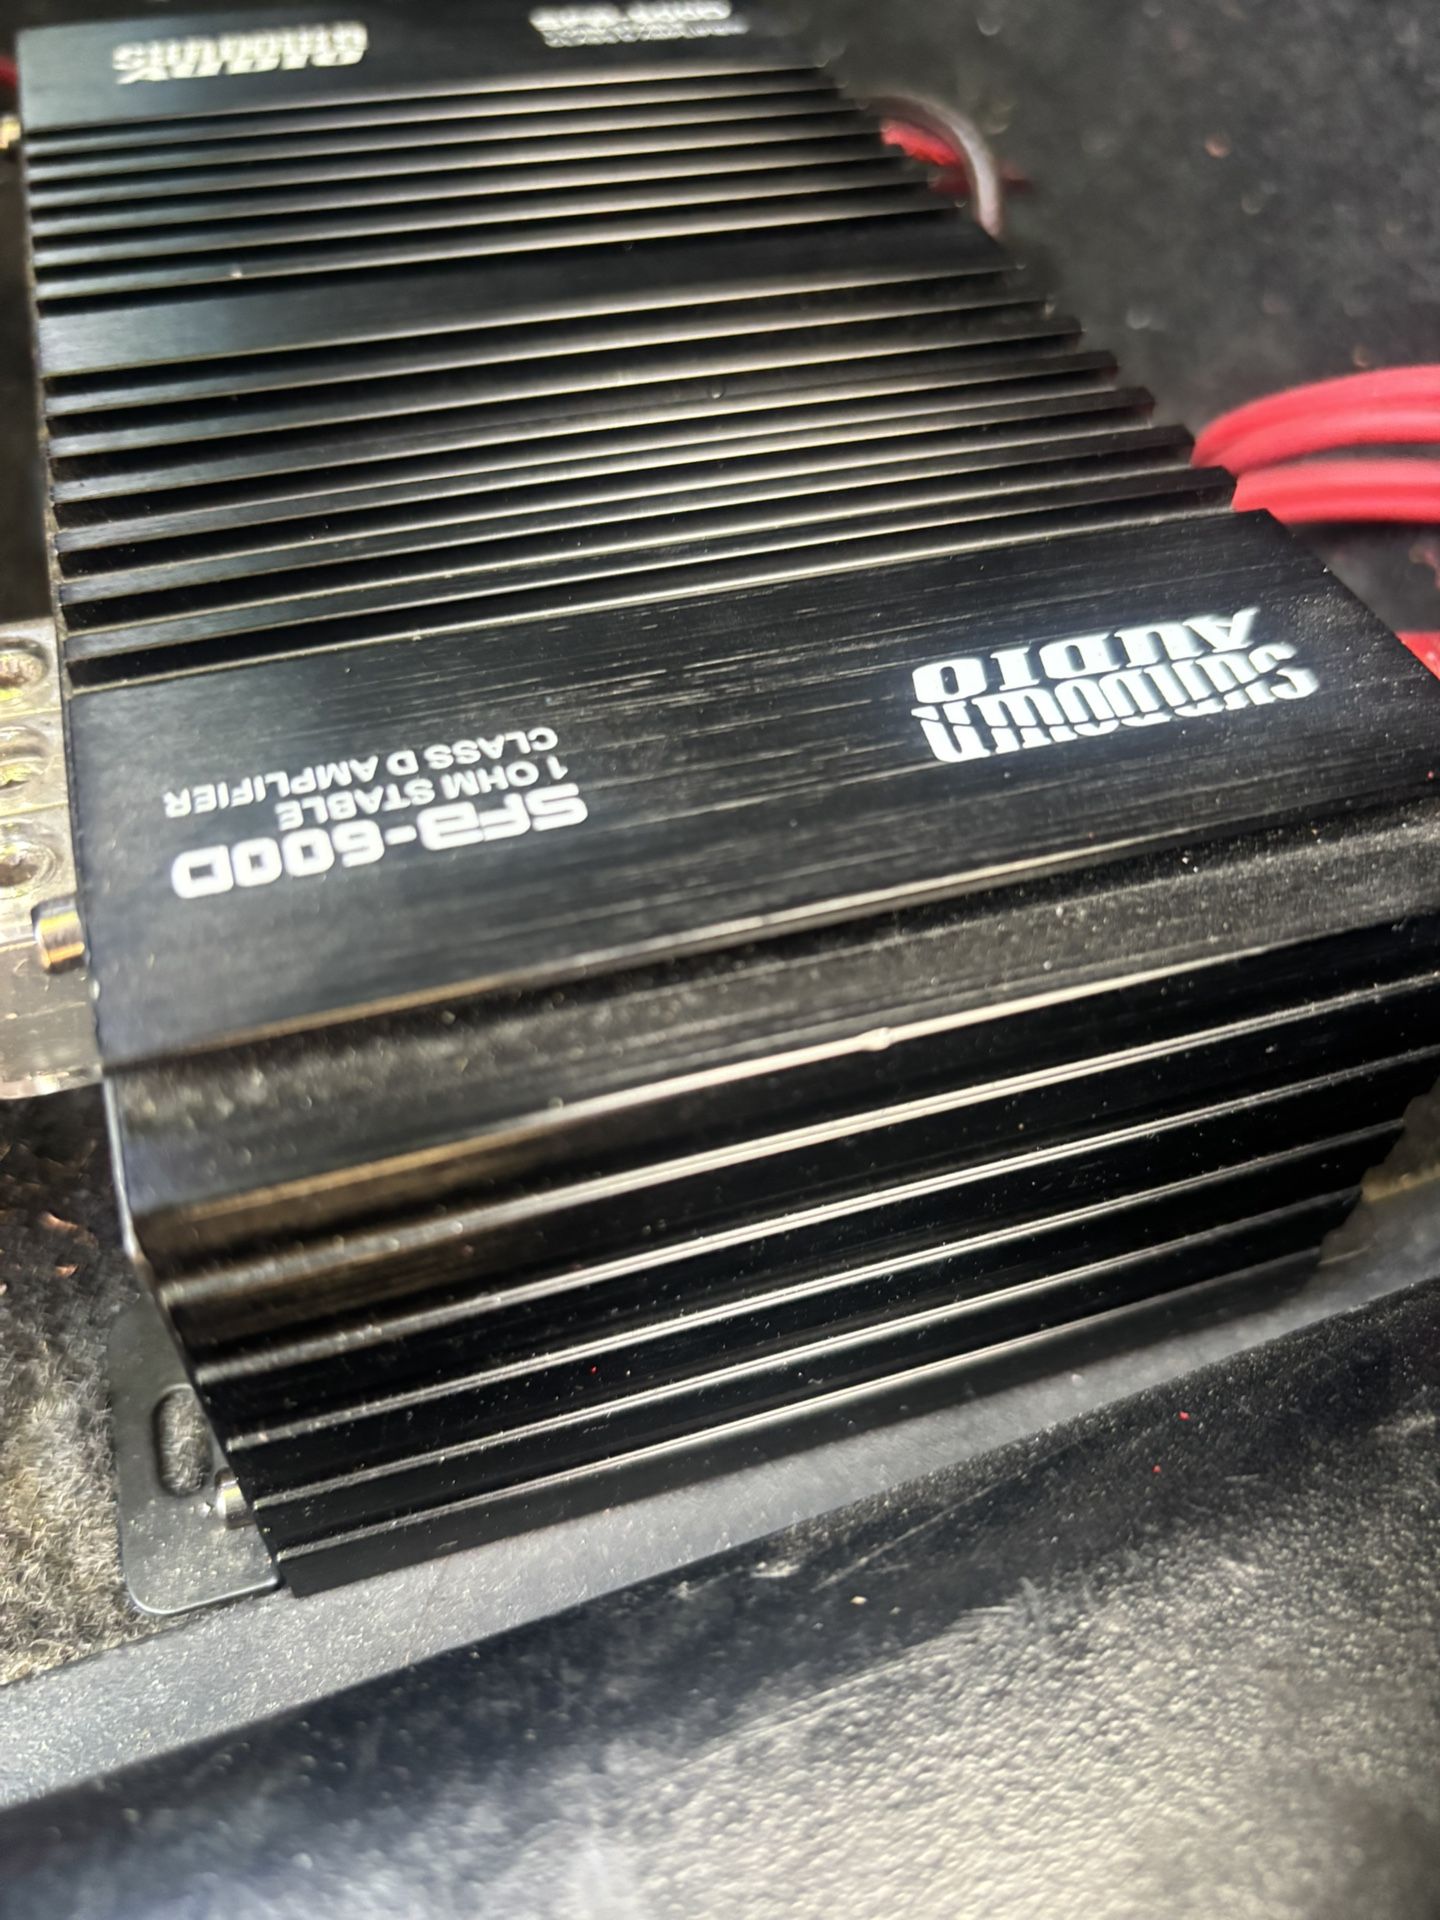 SUNDOWN
AUDIO
SFB-600D
1 OHM STABLE
CLASS D AMPLIFIER